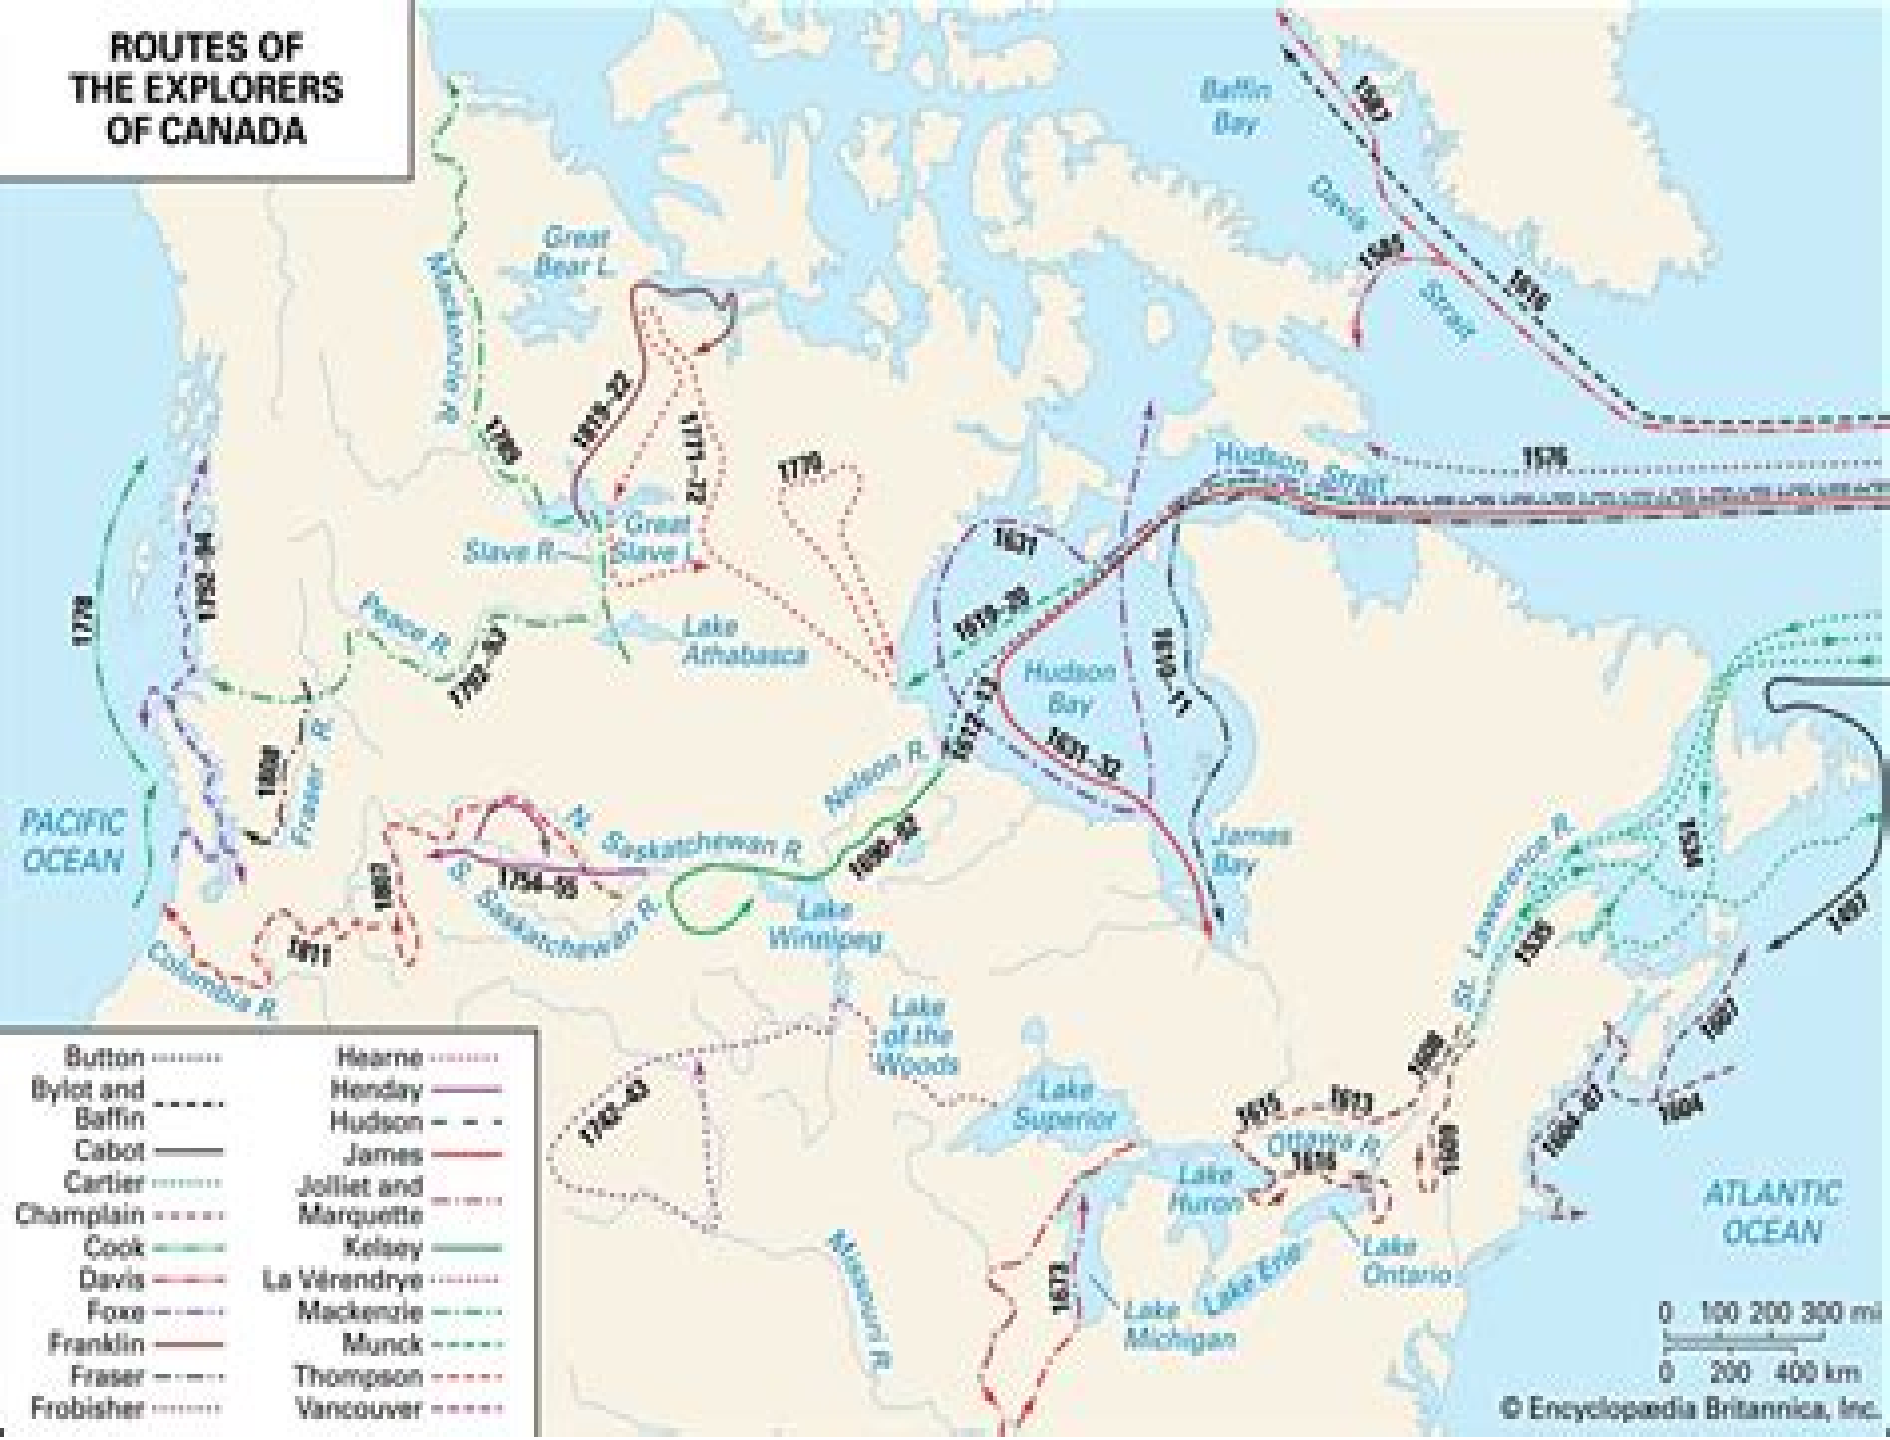 ROUTES OF
THE EXPLORERS
OF CANADA
Baffin
Bay
1587
Davis
Strait
1585
1616
1576
Great
Bear L.
Mackenzie R.
1789
1819–22
1771–72
1770
Hudson Strait
Great
Slave L.
Slave R.
1631
1619–20
1778
1792–94
Peace R.
1792–93
Lake
Athabasca
Hudson
Bay
1610–11
1612–13
1631–32
1808
Fraser R.
Nelson R.
PACIFIC
OCEAN
N. Saskatchewan R.
1690–92
James
Bay
St. Lawrence R.
1534
1497
1807
1754–55
S. Saskatchewan R.
Lake
Winnipeg
1535
1811
Columbia R.
Lake
of the
Woods
1607
1608
1604
1742–43
Lake
Superior
1615
1613
Ottawa R.
1609
Lake
Huron
ATLANTIC
OCEAN
Missouri R.
1673
Lake
Michigan
Lake Erie
Lake
Ontario
Button
Bylot and
Baffin
Cabot
Cartier
Champlain
Cook
Davis
Foxe
Franklin
Fraser
Frobisher
Hearne
Henday
Hudson
James
Jolliet and
Marquette
Kelsey
La Vérendrye
Mackenzie
Munck
Thompson
Vancouver
0 100 200 300 mi
0 200 400 km
© Encyclopædia Britannica, Inc.